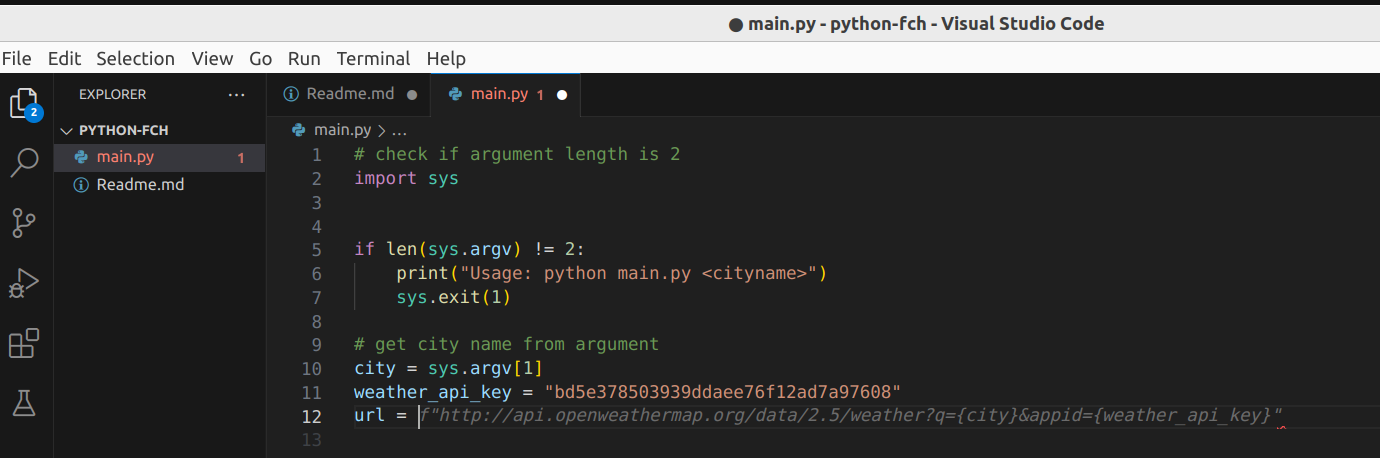 ● main.py - python-fch - Visual Studio Code
File Edit Selection View Go Run Terminal Help
2
EXPLORER ...
PYTHON-FCH
main.py 1
Readme.md
Readme.md ● main.py 1 ●
main.py > ...
1 # check if argument length is 2
2 import sys
3
4
5 if len(sys.argv) != 2:
6     print("Usage: python main.py <cityname>")
7     sys.exit(1)
8
9 # get city name from argument
10 city = sys.argv[1]
11 weather_api_key = "bd5e378503939ddaee76f12ad7a97608"
12 url = f"http://api.openweathermap.org/data/2.5/weather?q={city}&appid={weather_api_key}"
13